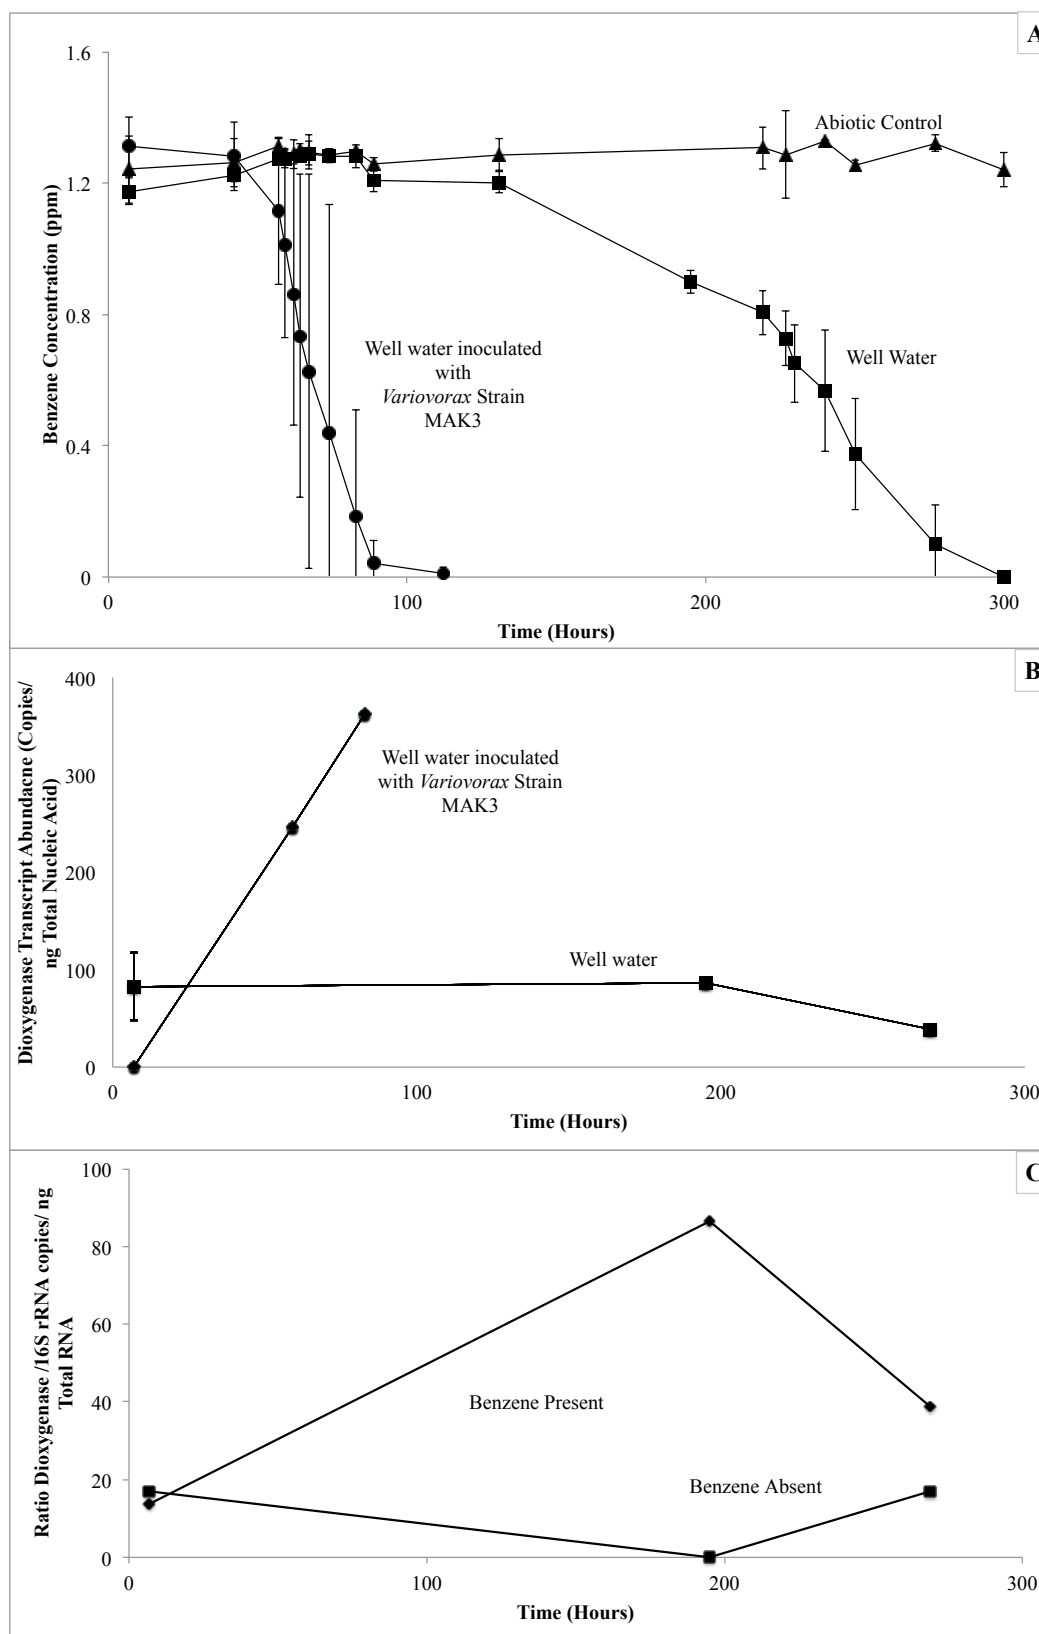 A
1.6
1.2
0.8
0.4
0
0
100
200
300
Benzene Concentration (ppm)
Time (Hours)
Abiotic Control
Well water inoculated
with
Variovorax Strain
MAK3
Well Water
B
400
300
200
100
0
0
100
200
300
Dioxygenase Transcript Abundacne (Copies/
ng Total Nucleic Acid)
Time (Hours)
Well water inoculated
with Variovorax Strain
MAK3
Well water
C
100
80
60
40
20
0
0
100
200
300
Ratio Dioxygenase /16S rRNA copies/ ng
Total RNA
Time (Hours)
Benzene Present
Benzene Absent